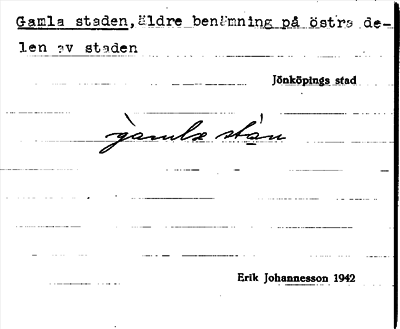 Gamla staden, äldre benämning på östra de-
len av staden
Jönköpings stad
gamla stan
Erik Johannesson 1942